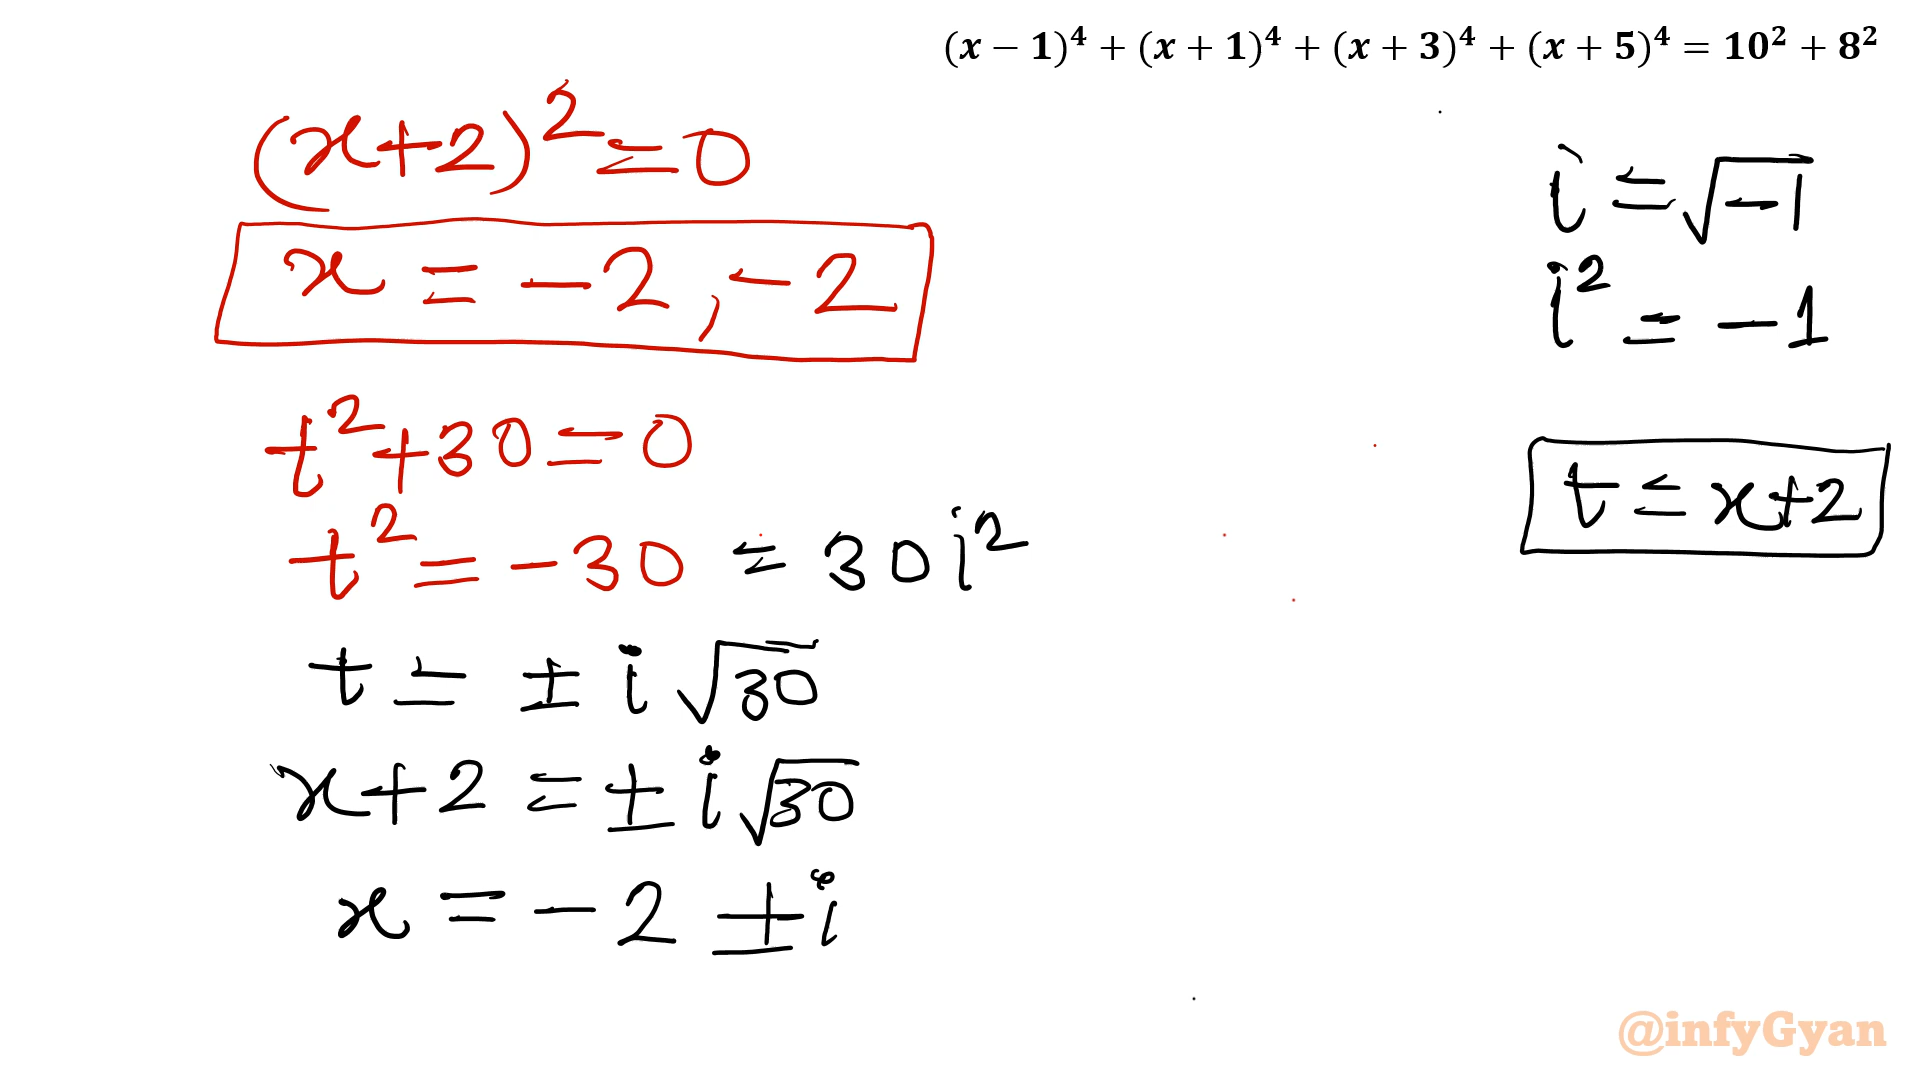 (x − 1)⁴ + (x + 1)⁴ + (x + 3)⁴ + (x + 5)⁴ = 10² + 8²
(x+2)² = 0
x = −2, −2
t² + 30 = 0
t² = −30 = 30i²
t = ± i√30
x+2 = ± i√30
x = −2 ± i
i = √−1
i² = −1
t = x+2
@infyGyan